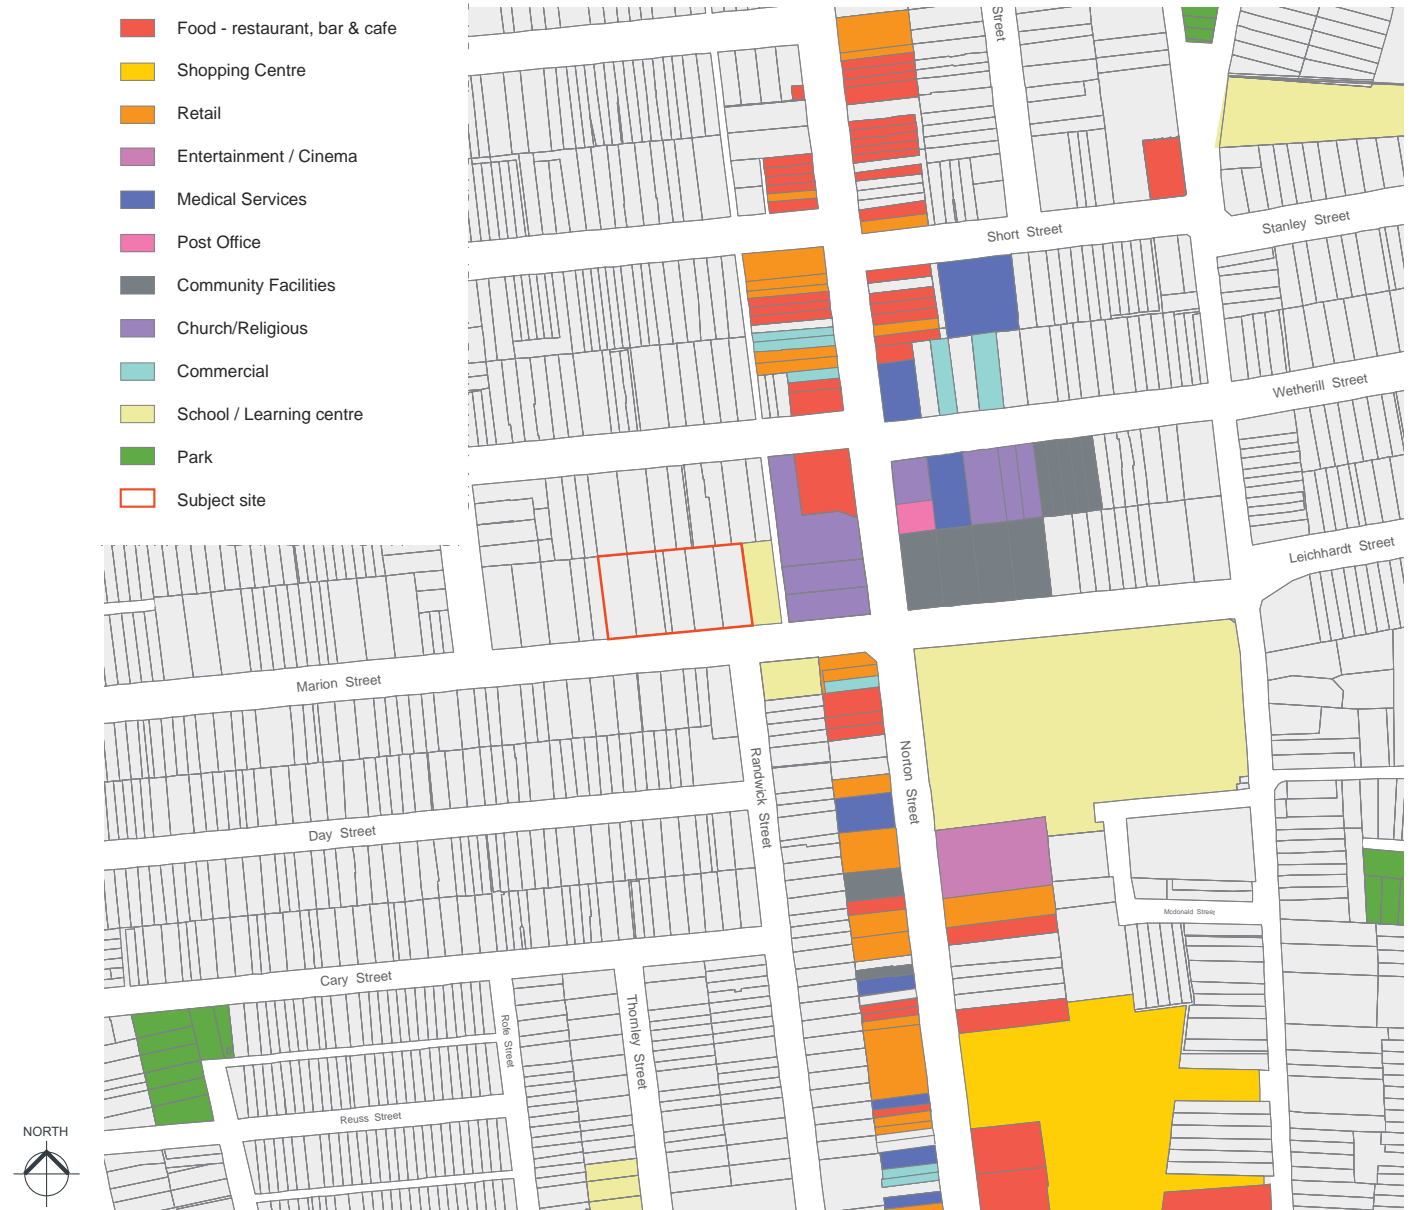 Food - restaurant, bar & cafe
Shopping Centre
Retail
Entertainment / Cinema
Medical Services
Post Office
Community Facilities
Church/Religious
Commercial
School / Learning centre
Park
Subject site
Street
Short Street
Stanley Street
Wetherill Street
Leichhardt Street
Marion Street
Randwick Street
Norton Street
Day Street
Mcdonald Street
Cary Street
Rofe Street
Thornley Street
Reuss Street
NORTH